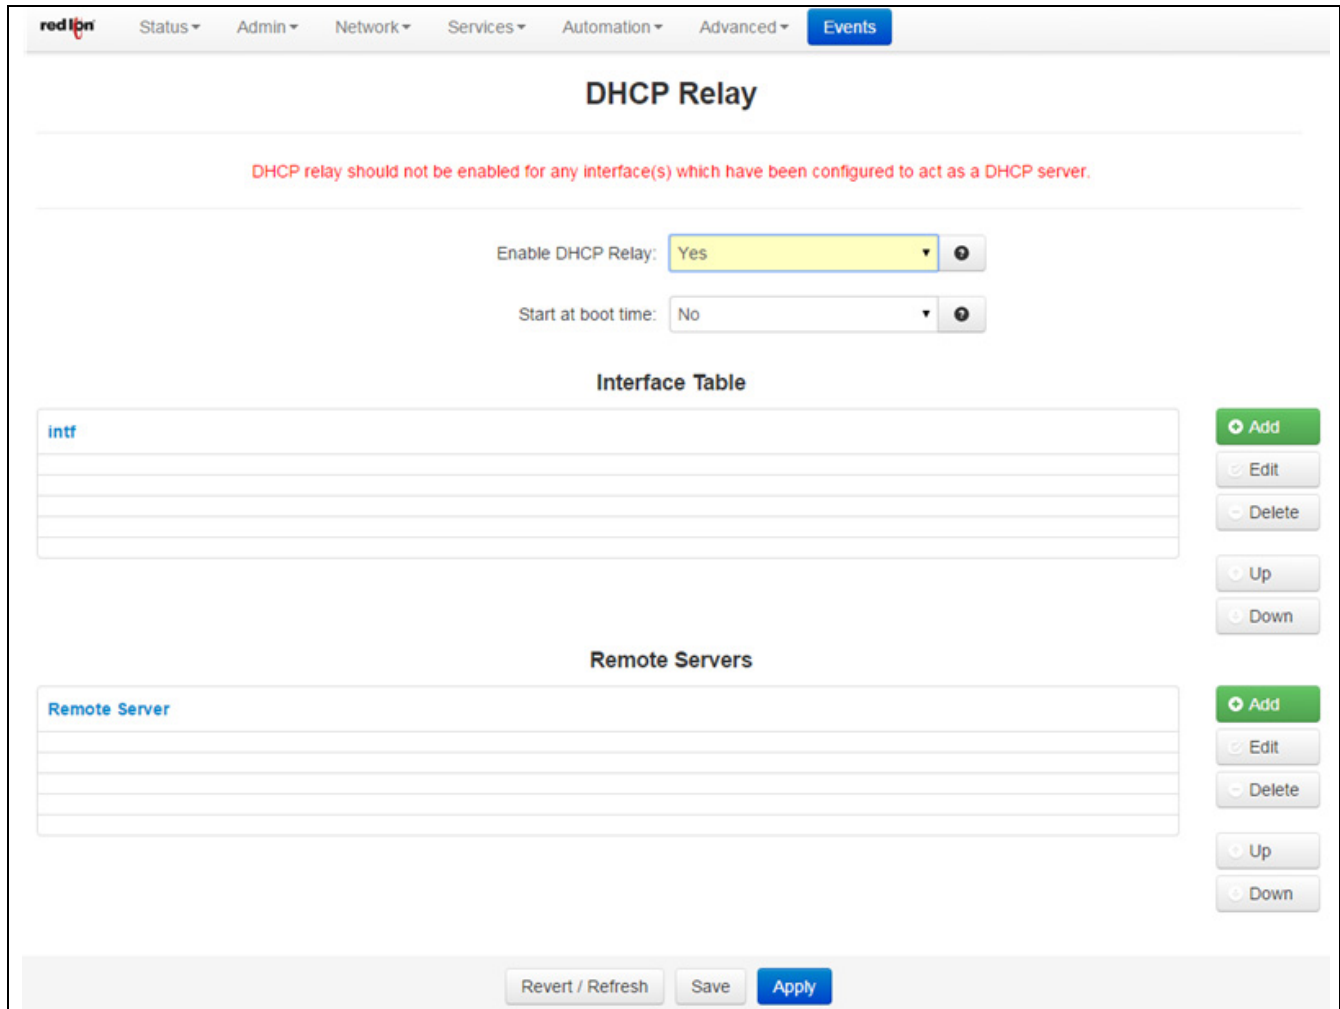 red lion Status Admin Network Services Automation Advanced Events
DHCP Relay
DHCP relay should not be enabled for any interface(s) which have been configured to act as a DHCP server.
Enable DHCP Relay: Yes
Start at boot time: No
Interface Table
intf
Add
Edit
Delete
Up
Down
Remote Servers
Remote Server
Add
Edit
Delete
Up
Down
Revert / Refresh Save Apply